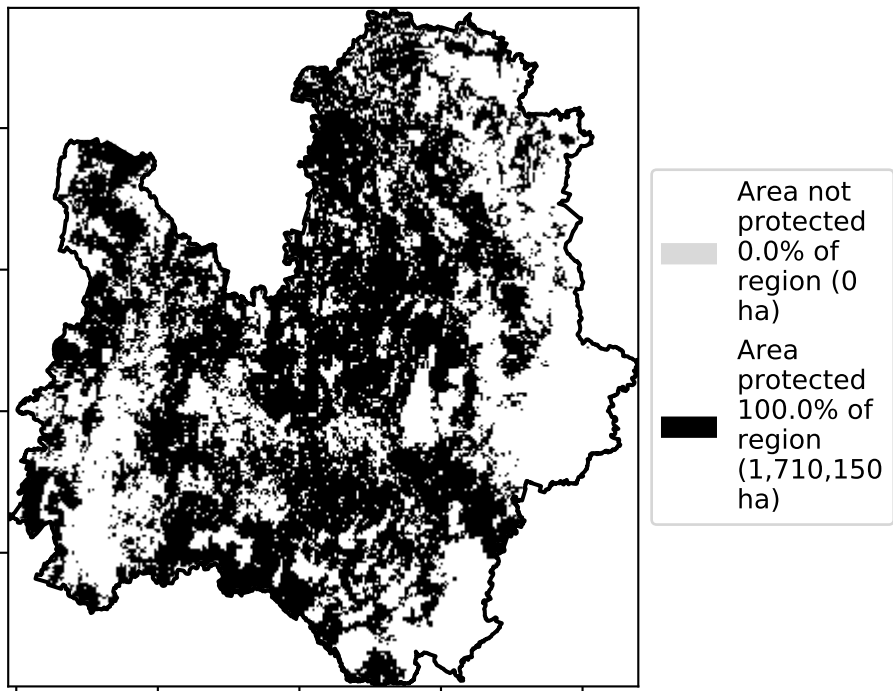 Area not
protected
0.0% of
region (0
ha)
Area
protected
100.0% of
region
(1,710,150
ha)